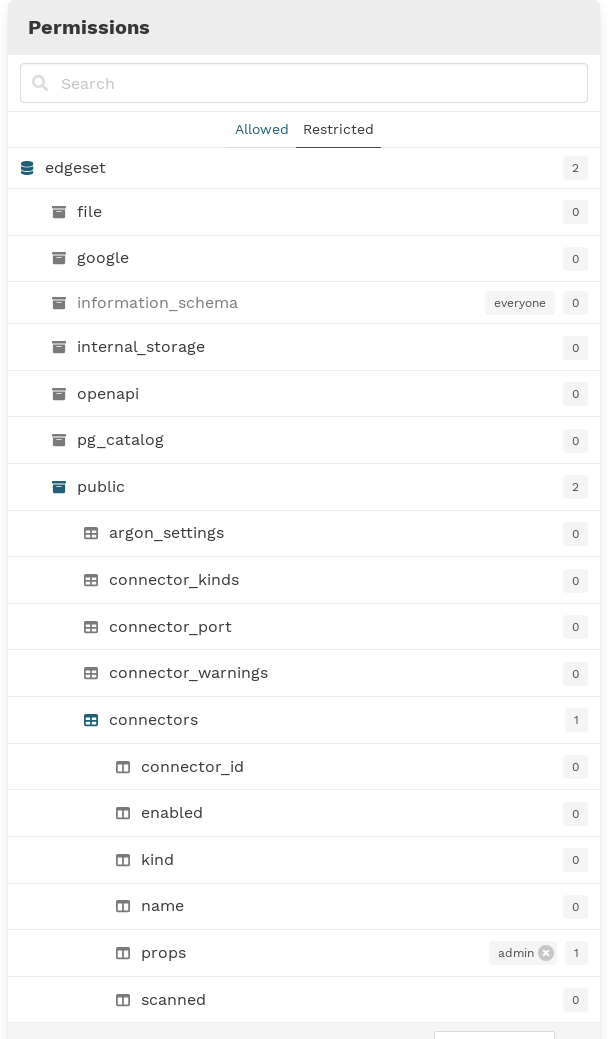 Permissions
Search
Allowed Restricted
edgeset 2
file 0
google 0
information_schema everyone 0
internal_storage 0
openapi 0
pg_catalog 0
public 2
argon_settings 0
connector_kinds 0
connector_port 0
connector_warnings 0
connectors 1
connector_id 0
enabled 0
kind 0
name 0
props admin 1
scanned 0